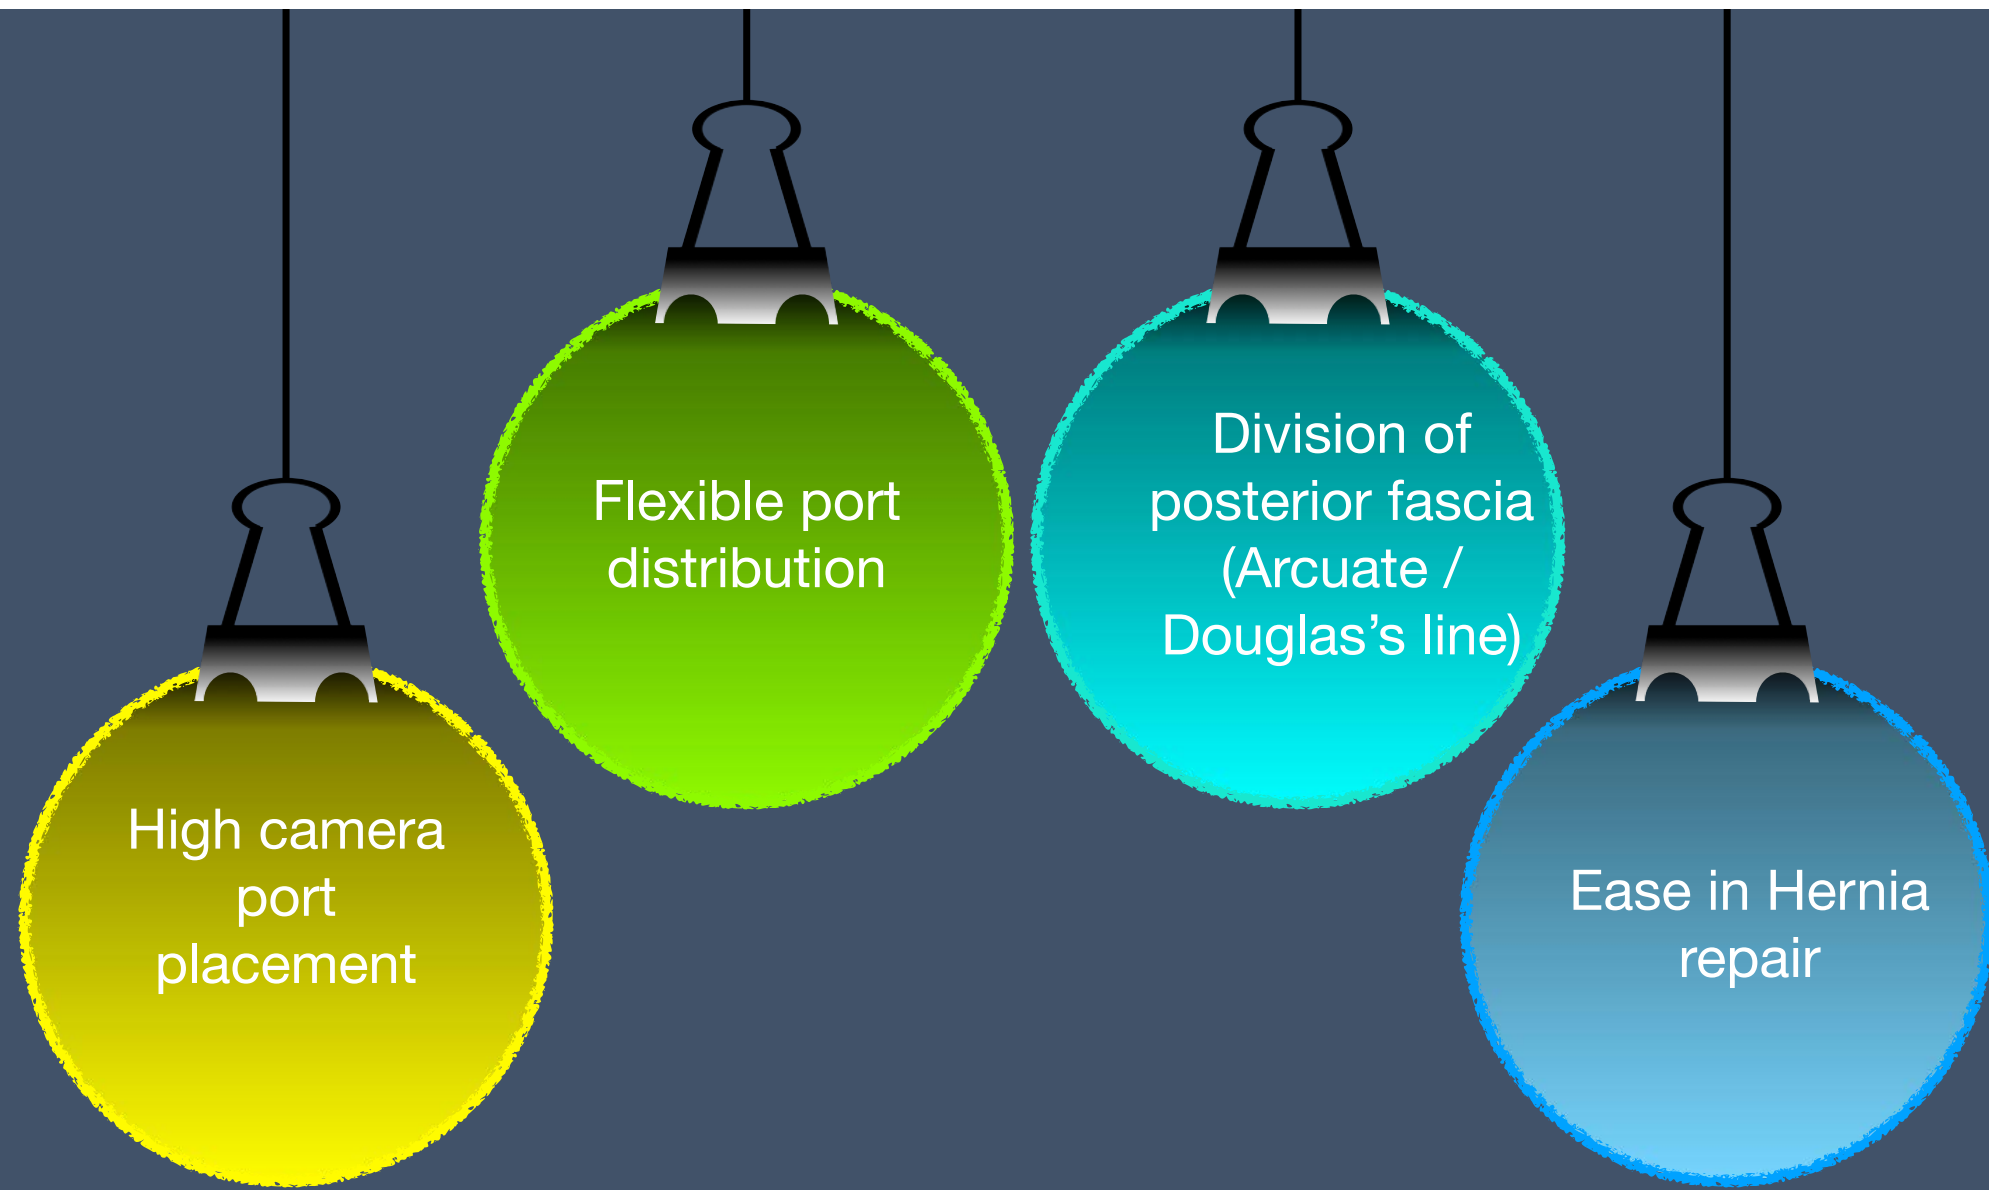 High camera
port
placement
Flexible port
distribution
Division of
posterior fascia
(Arcuate /
Douglas’s line)
Ease in Hernia
repair